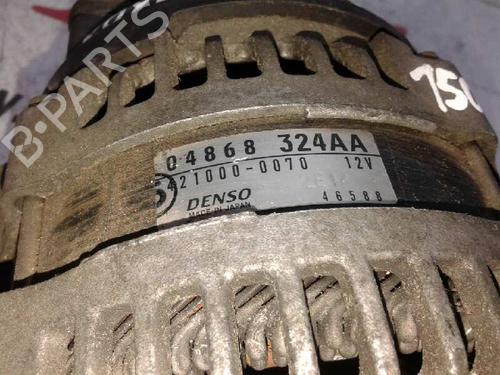 B-PARTS
150
04868 324AA
S 421000-0070 12V
DENSO 46588
MADE IN JAPAN